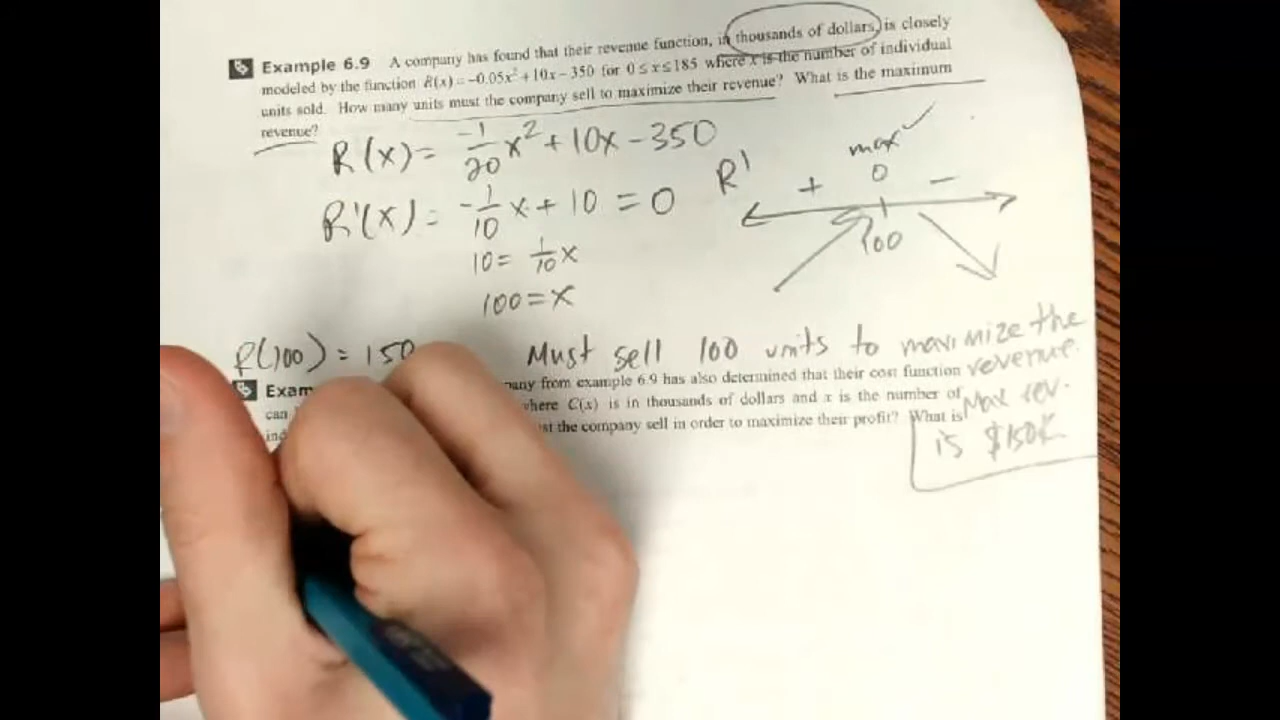 Example 6.9 A company has found that their revenue function, in thousands of dollars, is closely
modeled by the function R(x) = -0.05x² + 10x - 350 for 0 ≤ x ≤ 185 where x is the number of individual
units sold. How many units must the company sell to maximize their revenue? What is the maximum
revenue?
R(x) = -1/20 x² + 10x - 350
max ✓
R'(x) = -1/10 x + 10 = 0
R' + 0 -
100
10 = 1/10 x
100 = x
R(100) = 150
Must sell 100 units to maximize the
revenue.
Exam
any from example 6.9 has also determined that their cost function
can
where C(x) is in thousands of dollars and x is the number of
Max rev.
ind
st the company sell in order to maximize their profit? What is
is $150K